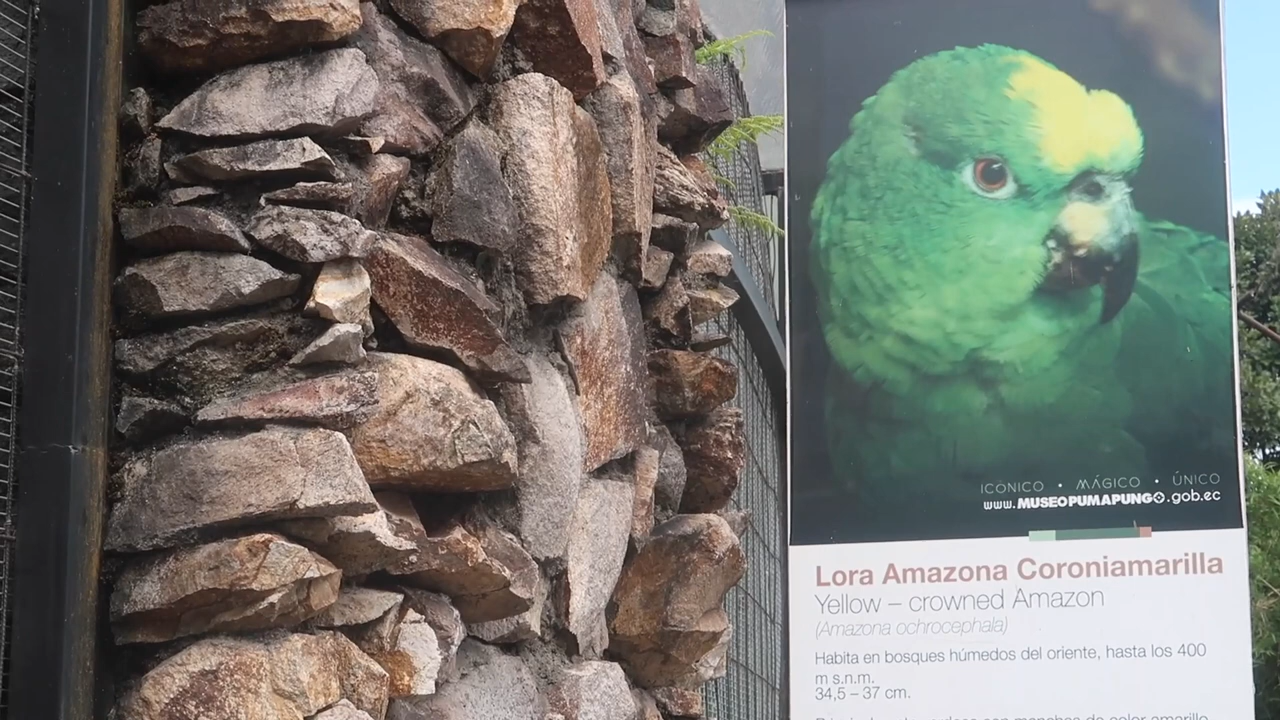 ICÓNICO • MÁGICO • ÚNICO
www.MUSEOPUMAPUNGO.gob.ec
Lora Amazona Coroniamarilla
Yellow – crowned Amazon
(Amazona ochrocephala)
Habita en bosques húmedos del oriente, hasta los 400
m s.n.m.
34,5 – 37 cm.